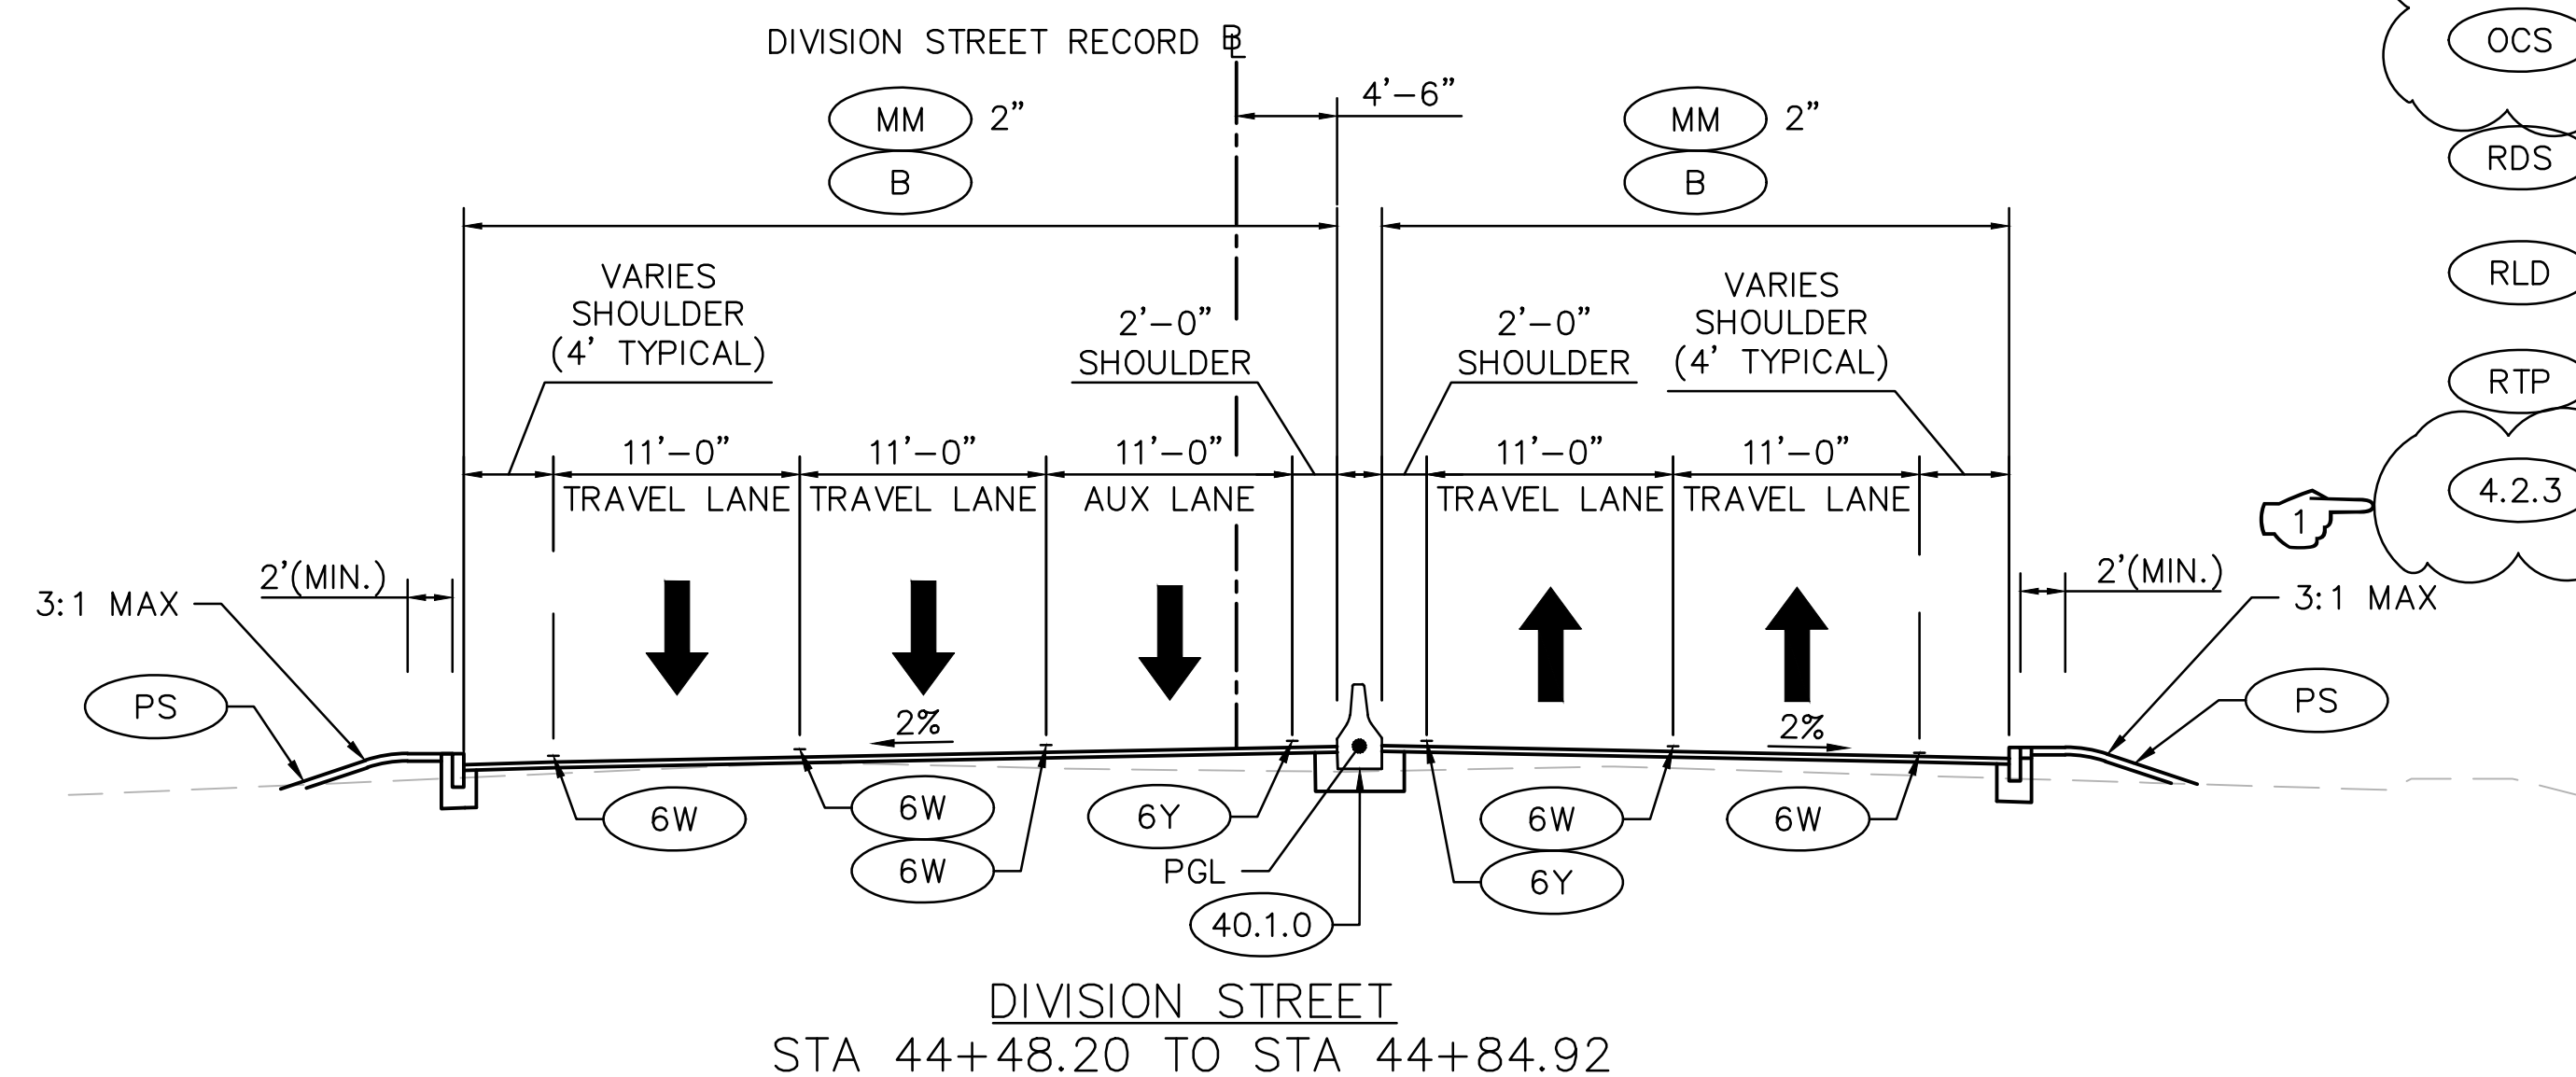 DIVISION STREET RECORD BL
OCS
4'-6"
MM 2"
MM 2"
B
B
RDS
RLD
VARIES
SHOULDER
(4' TYPICAL)
2'-0"
SHOULDER
2'-0"
SHOULDER
VARIES
SHOULDER
(4' TYPICAL)
RTP
11'-0"
TRAVEL LANE
11'-0"
TRAVEL LANE
11'-0"
AUX LANE
11'-0"
TRAVEL LANE
11'-0"
TRAVEL LANE
4.2.3
1
3:1 MAX
2'(MIN.)
2'(MIN.)
3:1 MAX
PS
2%
2%
PS
6W
6W
6W
6Y
6W
6Y
6W
PGL
40.1.0
DIVISION STREET
STA 44+48.20 TO STA 44+84.92